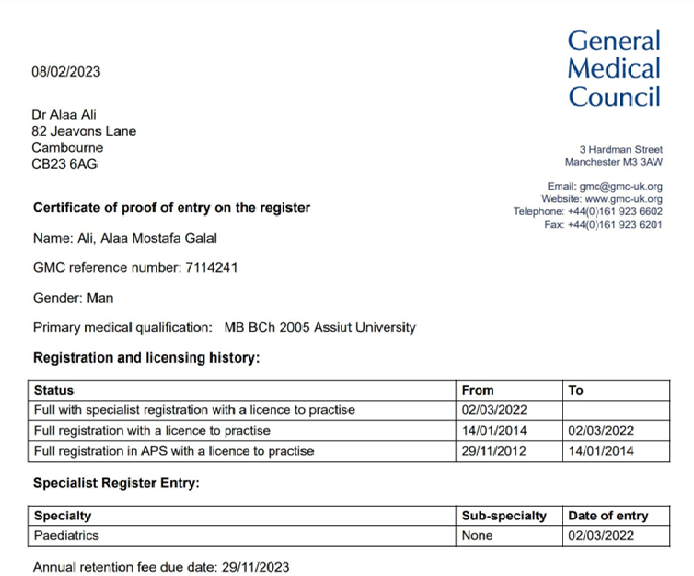 General
Medical
Council
08/02/2023
Dr Alaa Ali
82 Jeavons Lane
Cambourne
CB23 6AG
3 Hardman Street
Manchester M3 3AW
Email: gmc@gmc-uk.org
Website: www.gmc-uk.org
Telephone: +44(0)161 923 6602
Fax: +44(0)161 923 6201
Certificate of proof of entry on the register
Name: Ali, Alaa Mostafa Galal
GMC reference number: 7114241
Gender: Man
Primary medical qualification: MB BCh 2005 Assiut University
Registration and licensing history:
Status From To
Full with specialist registration with a licence to practise 02/03/2022
Full registration with a licence to practise 14/01/2014 02/03/2022
Full registration in APS with a licence to practise 29/11/2012 14/01/2014
Specialist Register Entry:
Specialty Sub-specialty Date of entry
Paediatrics None 02/03/2022
Annual retention fee due date: 29/11/2023